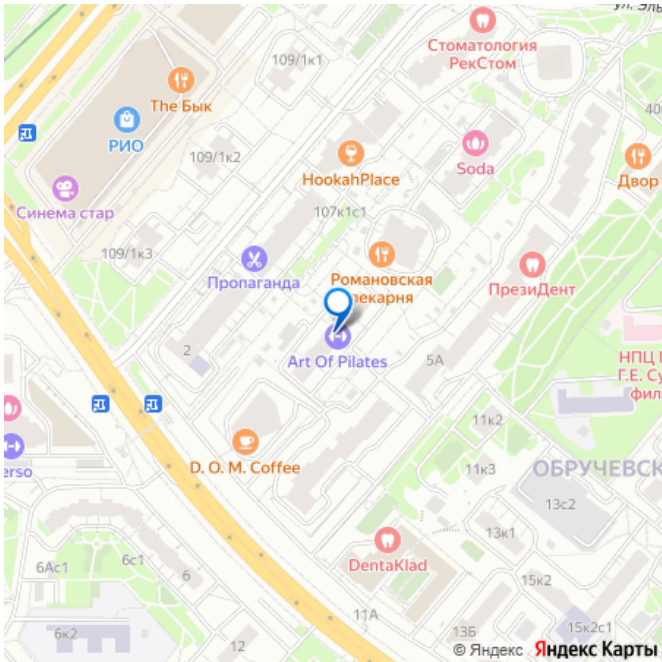 ул. Эль
109/1к1
Стоматология
РекСтом
The Бык
40
РИО
109/1к2
HookahPlace
Soda
Двор
Синема стар
107к1с1
109/1к3
Пропаганда
Романовская
пекарня
ПрезиДент
2
Art Of Pilates
5А
НПЦ
Г.Е. Су
фил
11к2
erso
D. O. M. Coffee
11к3
ОБРУЧЕВСК
13с2
13к1
DentaKlad
6Ас1
6с1
6
15к2
11А
6к2
12
13Б
15к2с1
© Яндекс Яндекс Карты